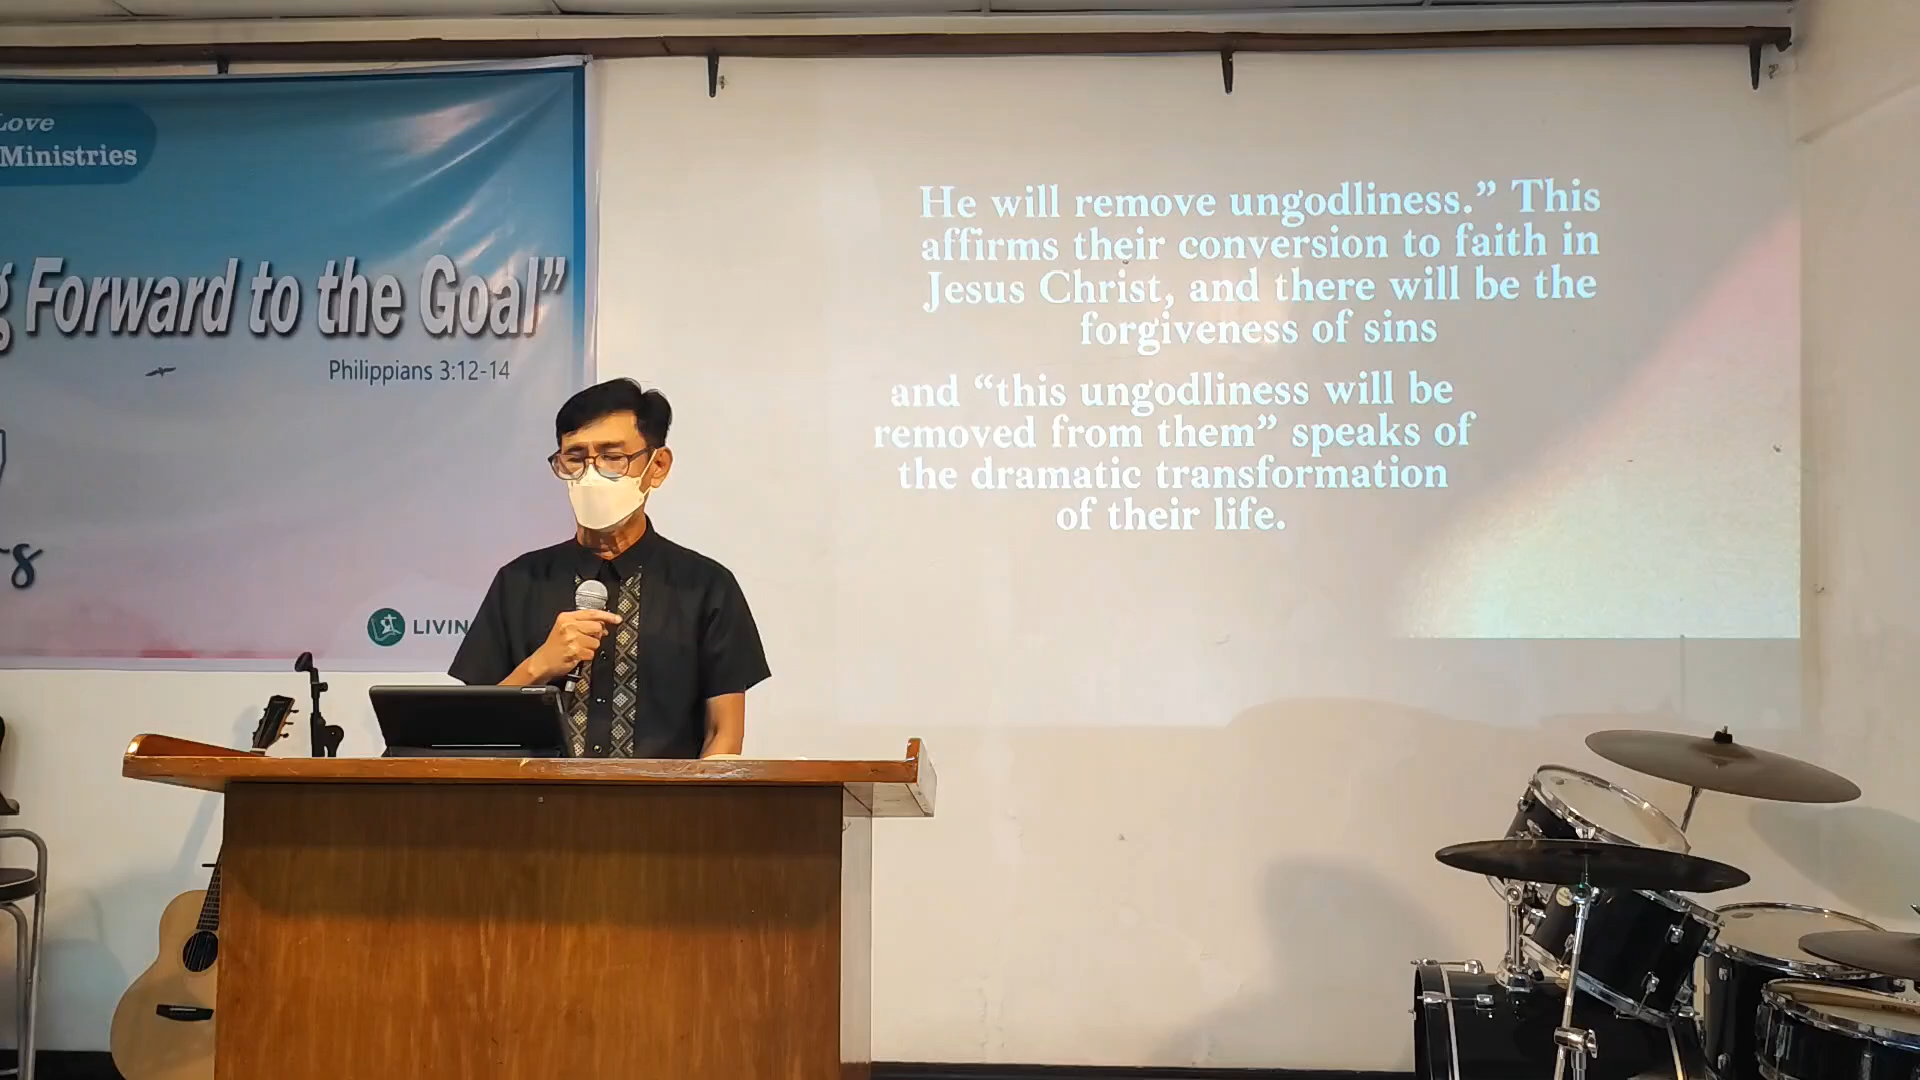 Love
Ministries
Forward to the Goal”
Philippians 3:12-14
LIVIN
He will remove ungodliness.” This
affirms their conversion to faith in
Jesus Christ, and there will be the
forgiveness of sins
and “this ungodliness will be
removed from them” speaks of
the dramatic transformation
of their life.